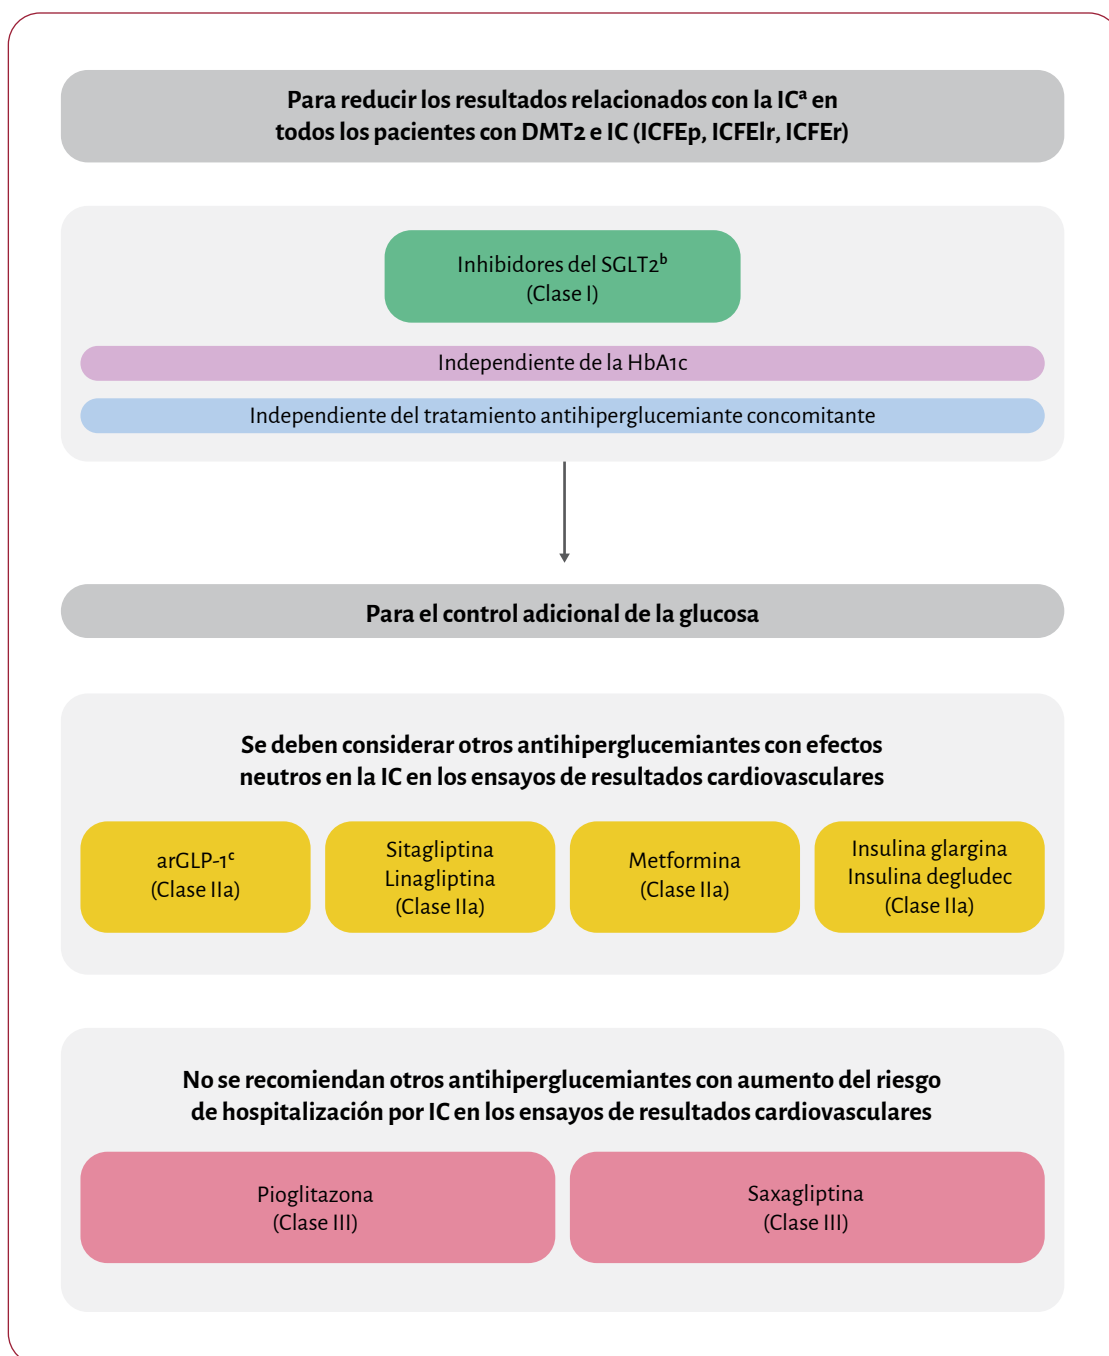 Para reducir los resultados relacionados con la ICª en
todos los pacientes con DMT2 e IC (ICFEp, ICFElr, ICFEr)
Inhibidores del SGLT2ᵇ
(Clase I)
Independiente de la HbA1c
Independiente del tratamiento antihiperglucemiante concomitante
Para el control adicional de la glucosa
Se deben considerar otros antihiperglucemiantes con efectos
neutros en la IC en los ensayos de resultados cardiovasculares
arGLP-1ᶜ
(Clase IIa)
Sitagliptina
Linagliptina
(Clase IIa)
Metformina
(Clase IIa)
Insulina glargina
Insulina degludec
(Clase IIa)
No se recomiendan otros antihiperglucemiantes con aumento del riesgo
de hospitalización por IC en los ensayos de resultados cardiovasculares
Pioglitazona
(Clase III)
Saxagliptina
(Clase III)